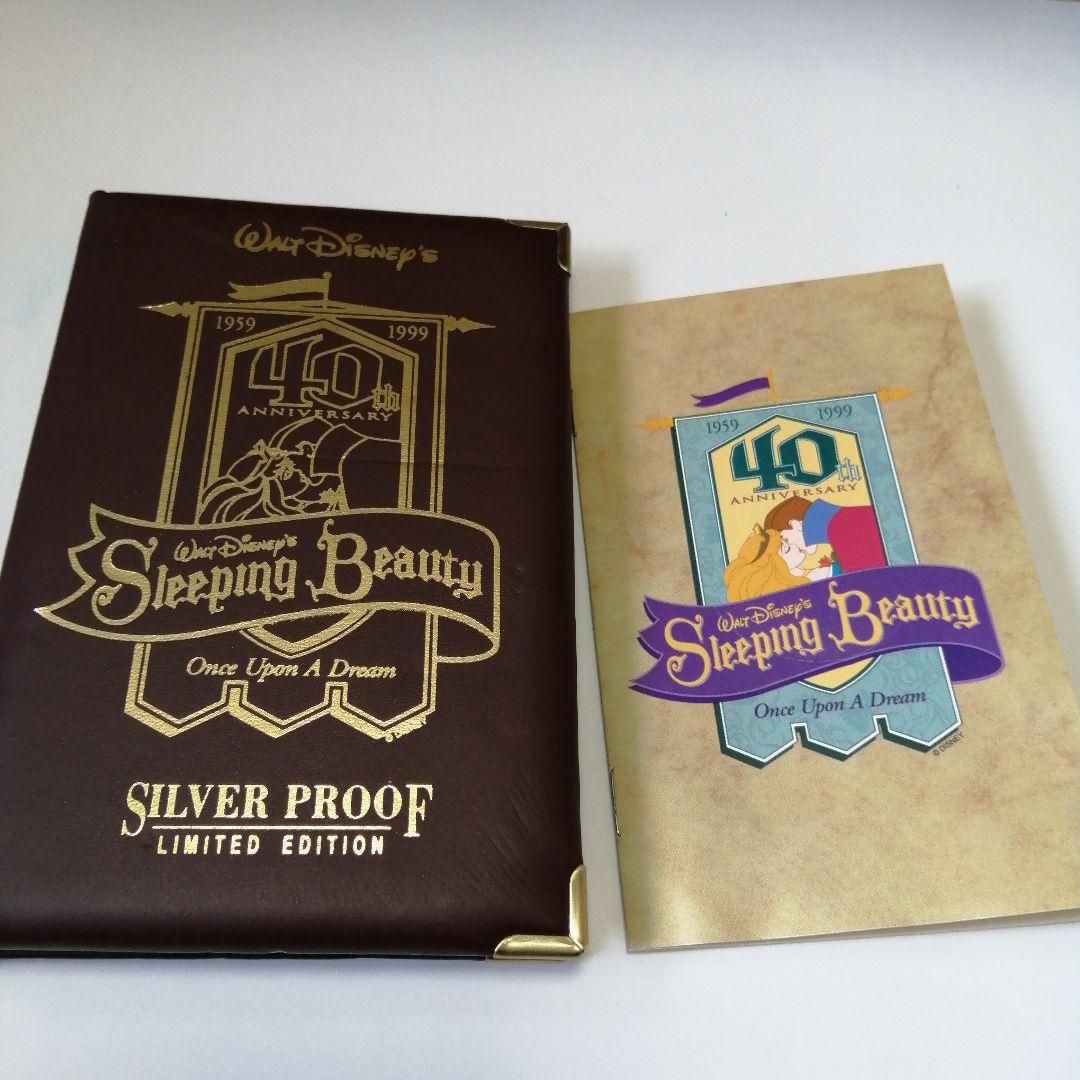 WALT DISNEY'S
1959 1999
40th
ANNIVERSARY
WALT DISNEY'S
Sleeping Beauty
Once Upon A Dream
© DISNEY
SILVER PROOF
LIMITED EDITION
1959 1999
40th
ANNIVERSARY
WALT DISNEY'S
Sleeping Beauty
Once Upon A Dream
© DISNEY